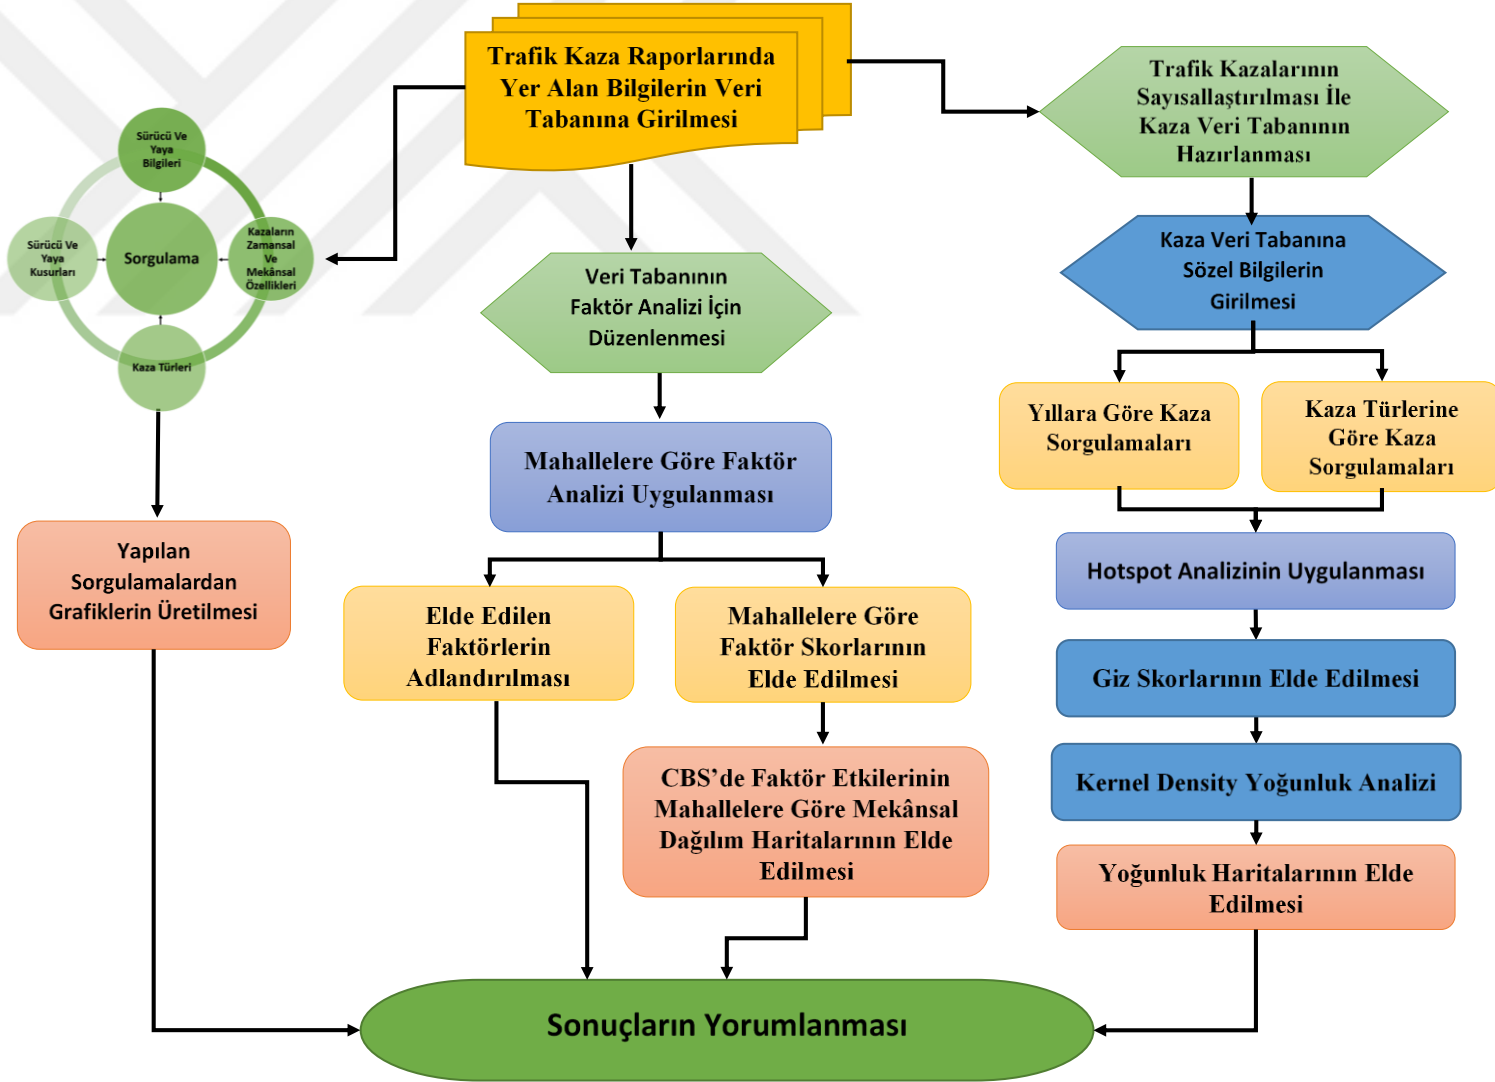 Trafik Kaza Raporlarında
Yer Alan Bilgilerin Veri
Tabanına Girilmesi
Trafik Kazalarının
Sayısallaştırılması İle
Kaza Veri Tabanının
Hazırlanması
Sürücü Ve
Yaya
Bilgileri
Sürücü Ve
Yaya
Kusurları
Sorgulama
Kazaların
Zamansal
Ve
Mekânsal
Özellikleri
Kaza Türleri
Veri Tabanının
Faktör Analizi İçin
Düzenlenmesi
Kaza Veri Tabanına
Sözel Bilgilerin
Girilmesi
Yıllara Göre Kaza
Sorgulamaları
Kaza Türlerine
Göre Kaza
Sorgulamaları
Mahallelere Göre Faktör
Analizi Uygulanması
Yapılan
Sorgulamalardan
Grafiklerin Üretilmesi
Hotspot Analizinin Uygulanması
Elde Edilen
Faktörlerin
Adlandırılması
Mahallelere Göre
Faktör Skorlarının
Elde Edilmesi
Giz Skorlarının Elde Edilmesi
CBS’de Faktör Etkilerinin
Mahallelere Göre Mekânsal
Dağılım Haritalarının Elde
Edilmesi
Kernel Density Yoğunluk Analizi
Yoğunluk Haritalarının Elde
Edilmesi
Sonuçların Yorumlanması